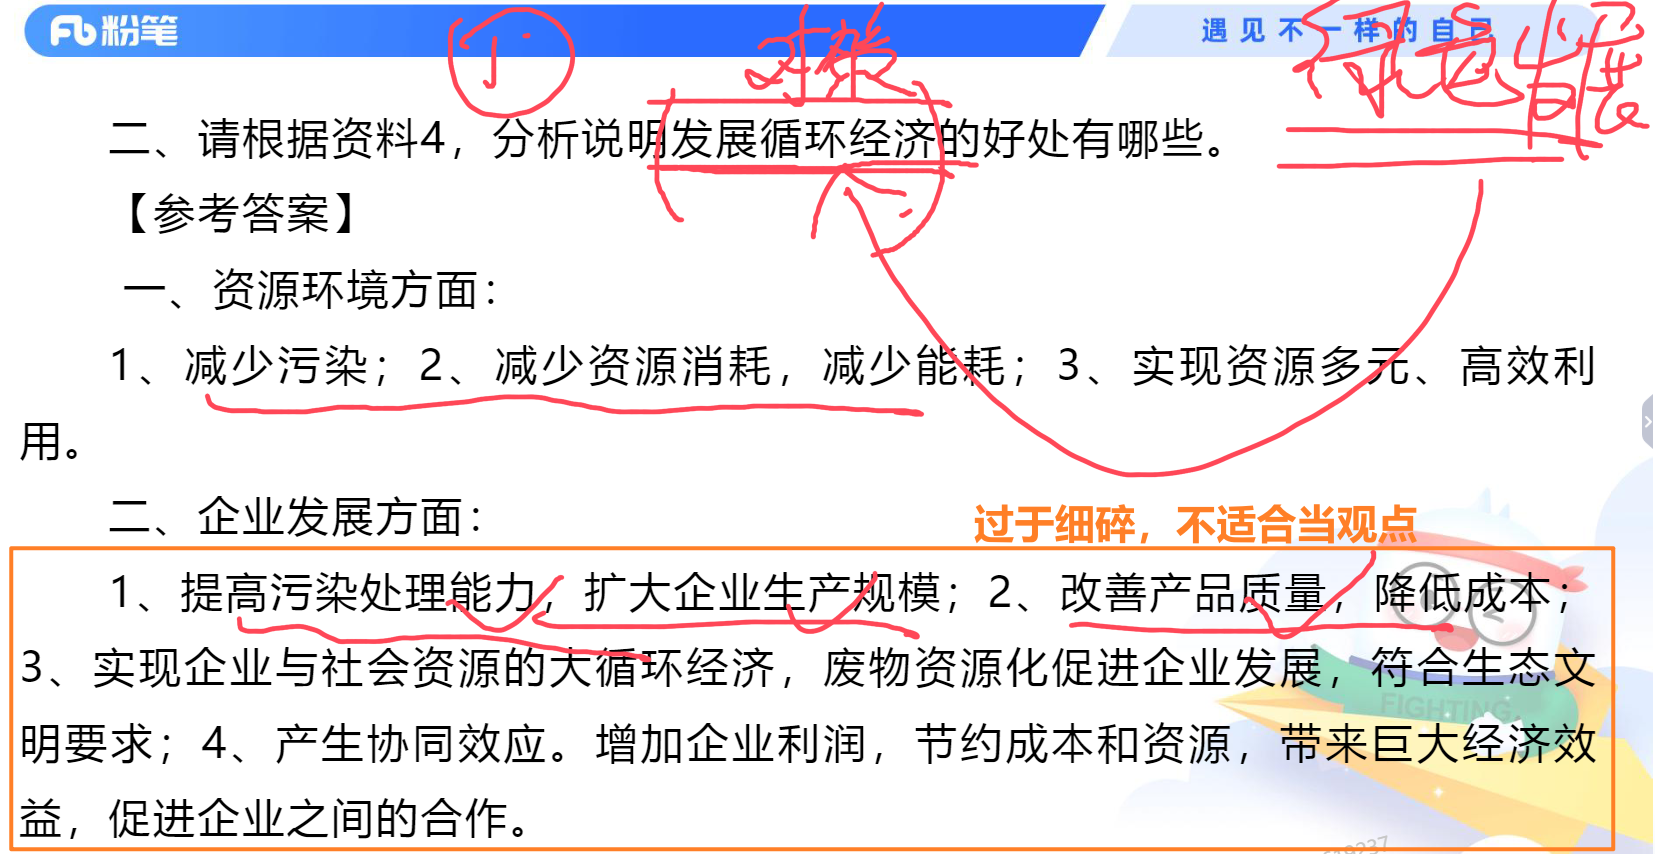 粉笔
遇见不一样的自己
二、请根据资料4，分析说明发展循环经济的好处有哪些。
【参考答案】
一、资源环境方面：
1、减少污染；2、减少资源消耗，减少能耗；3、实现资源多元、高效利
用。
二、企业发展方面：
过于细碎，不适合当观点
1、提高污染处理能力，扩大企业生产规模；2、改善产品质量，降低成本；
3、实现企业与社会资源的大循环经济，废物资源化促进企业发展，符合生态文
明要求；4、产生协同效应。增加企业利润，节约成本和资源，带来巨大经济效
益，促进企业之间的合作。
FIGHTING